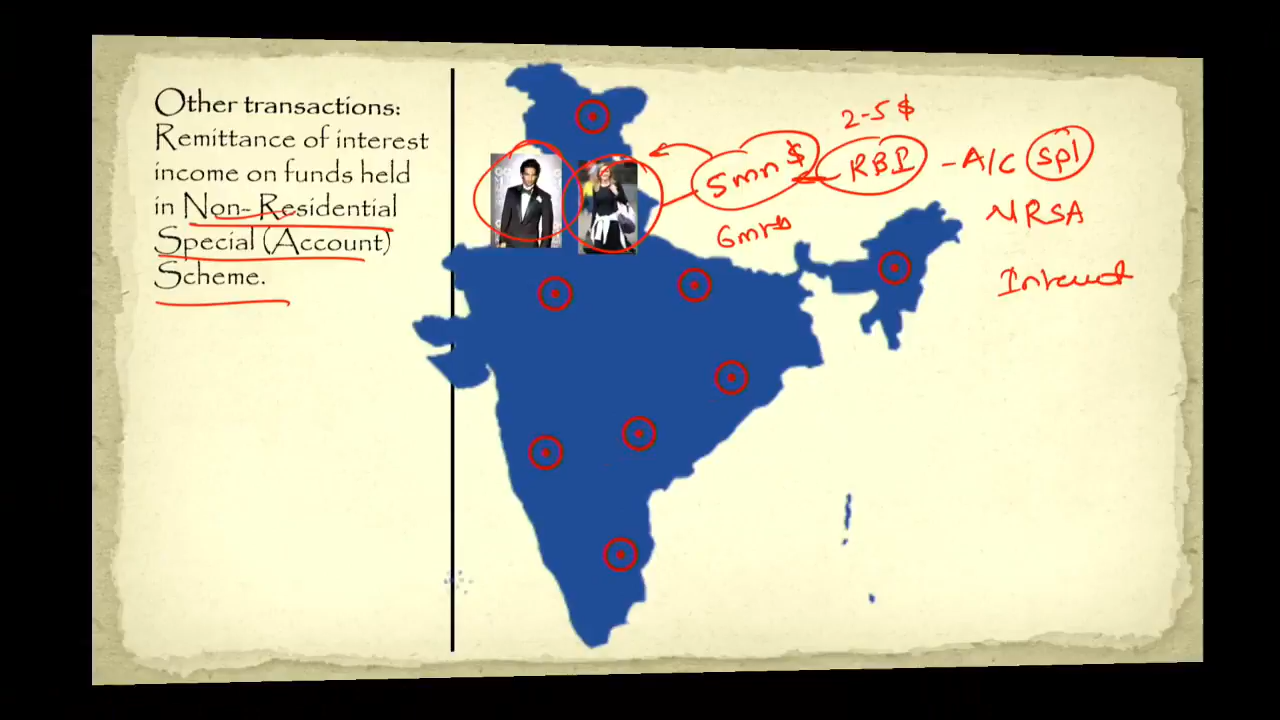 Other transactions:
Remittance of interest
income on funds held
in Non-Residential
Special (Account)
Scheme.
2-5 $
5mn $
RBI
- A/C spl
NRSA
6mnths
Interest